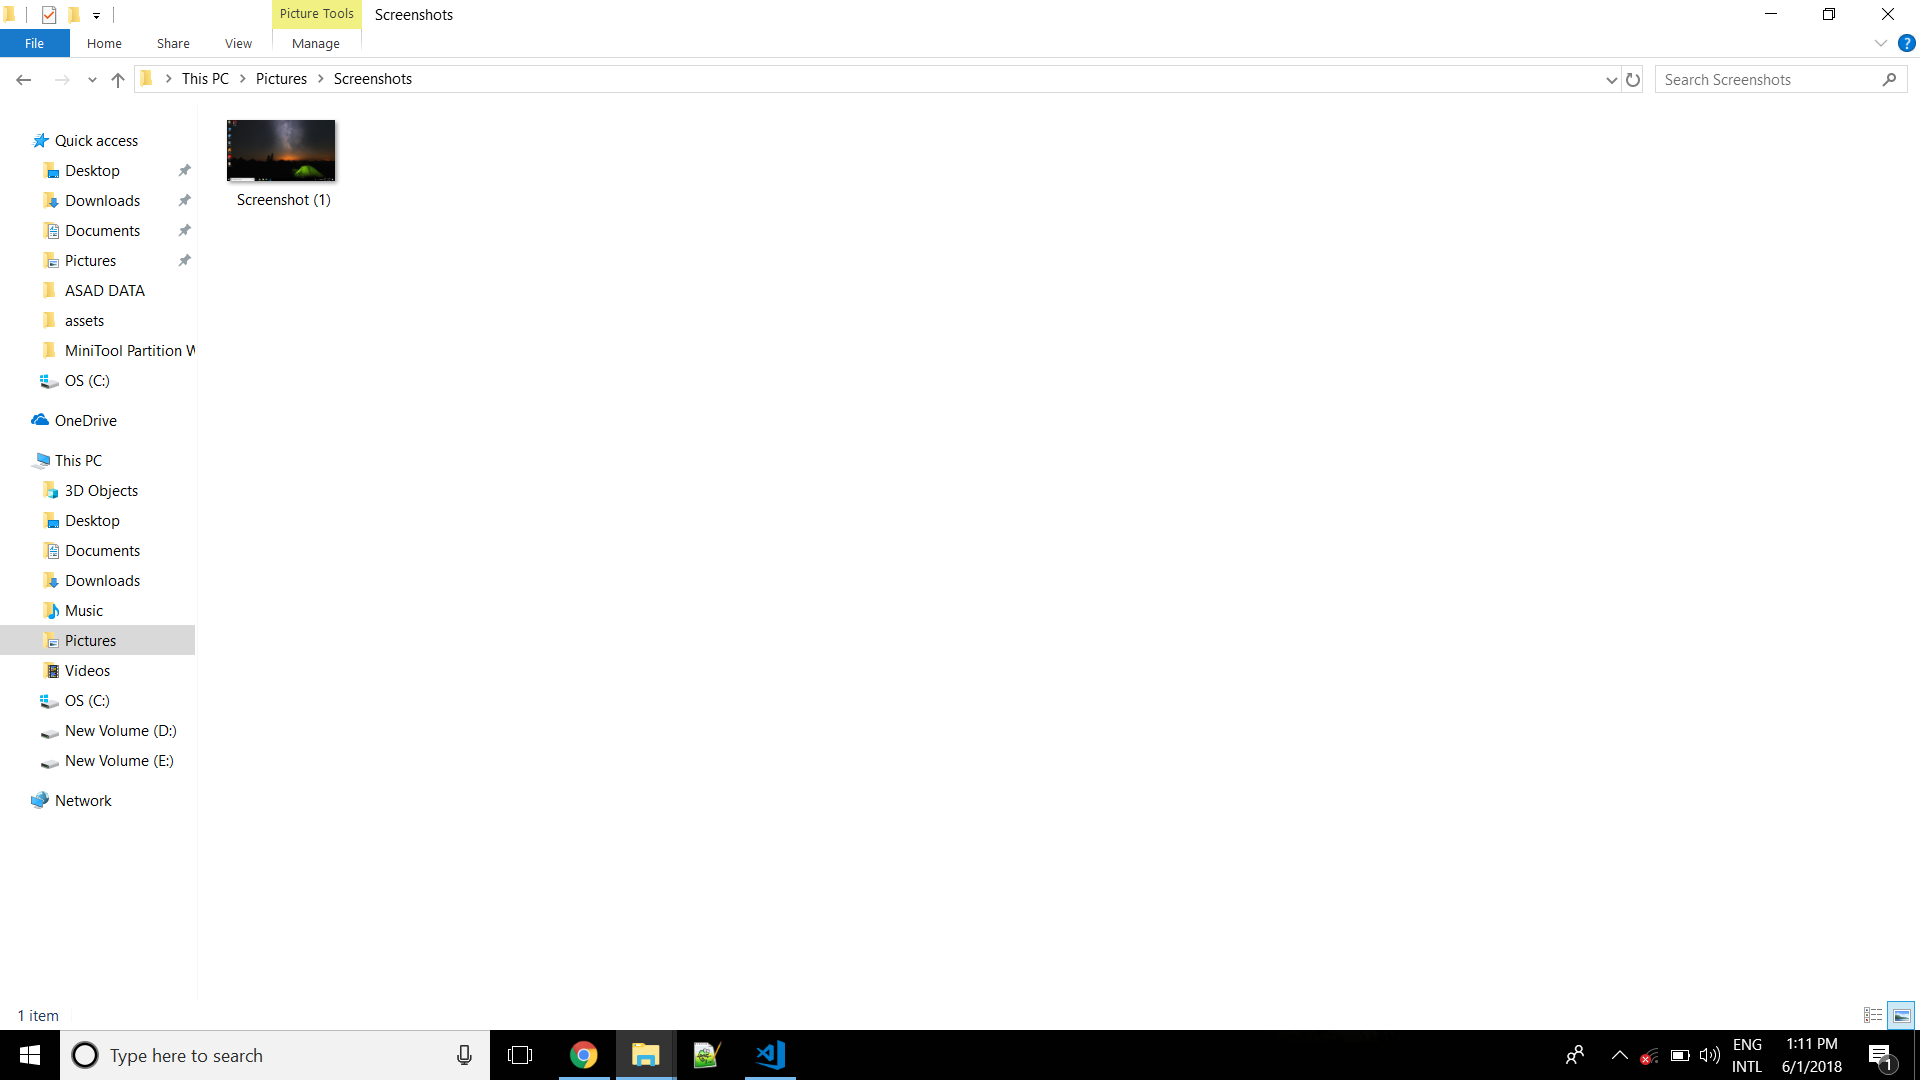 Picture Tools
Screenshots
File
Home
Share
View
Manage
?
This PC
Pictures
Screenshots
Search Screenshots
Quick access
Desktop
Downloads
Documents
Pictures
ASAD DATA
assets
MiniTool Partition W
OS (C:)
OneDrive
This PC
3D Objects
Desktop
Documents
Downloads
Music
Pictures
Videos
OS (C:)
New Volume (D:)
New Volume (E:)
Network
Screenshot (1)
1 item
Type here to search
ENG
INTL
1:11 PM
6/1/2018
1